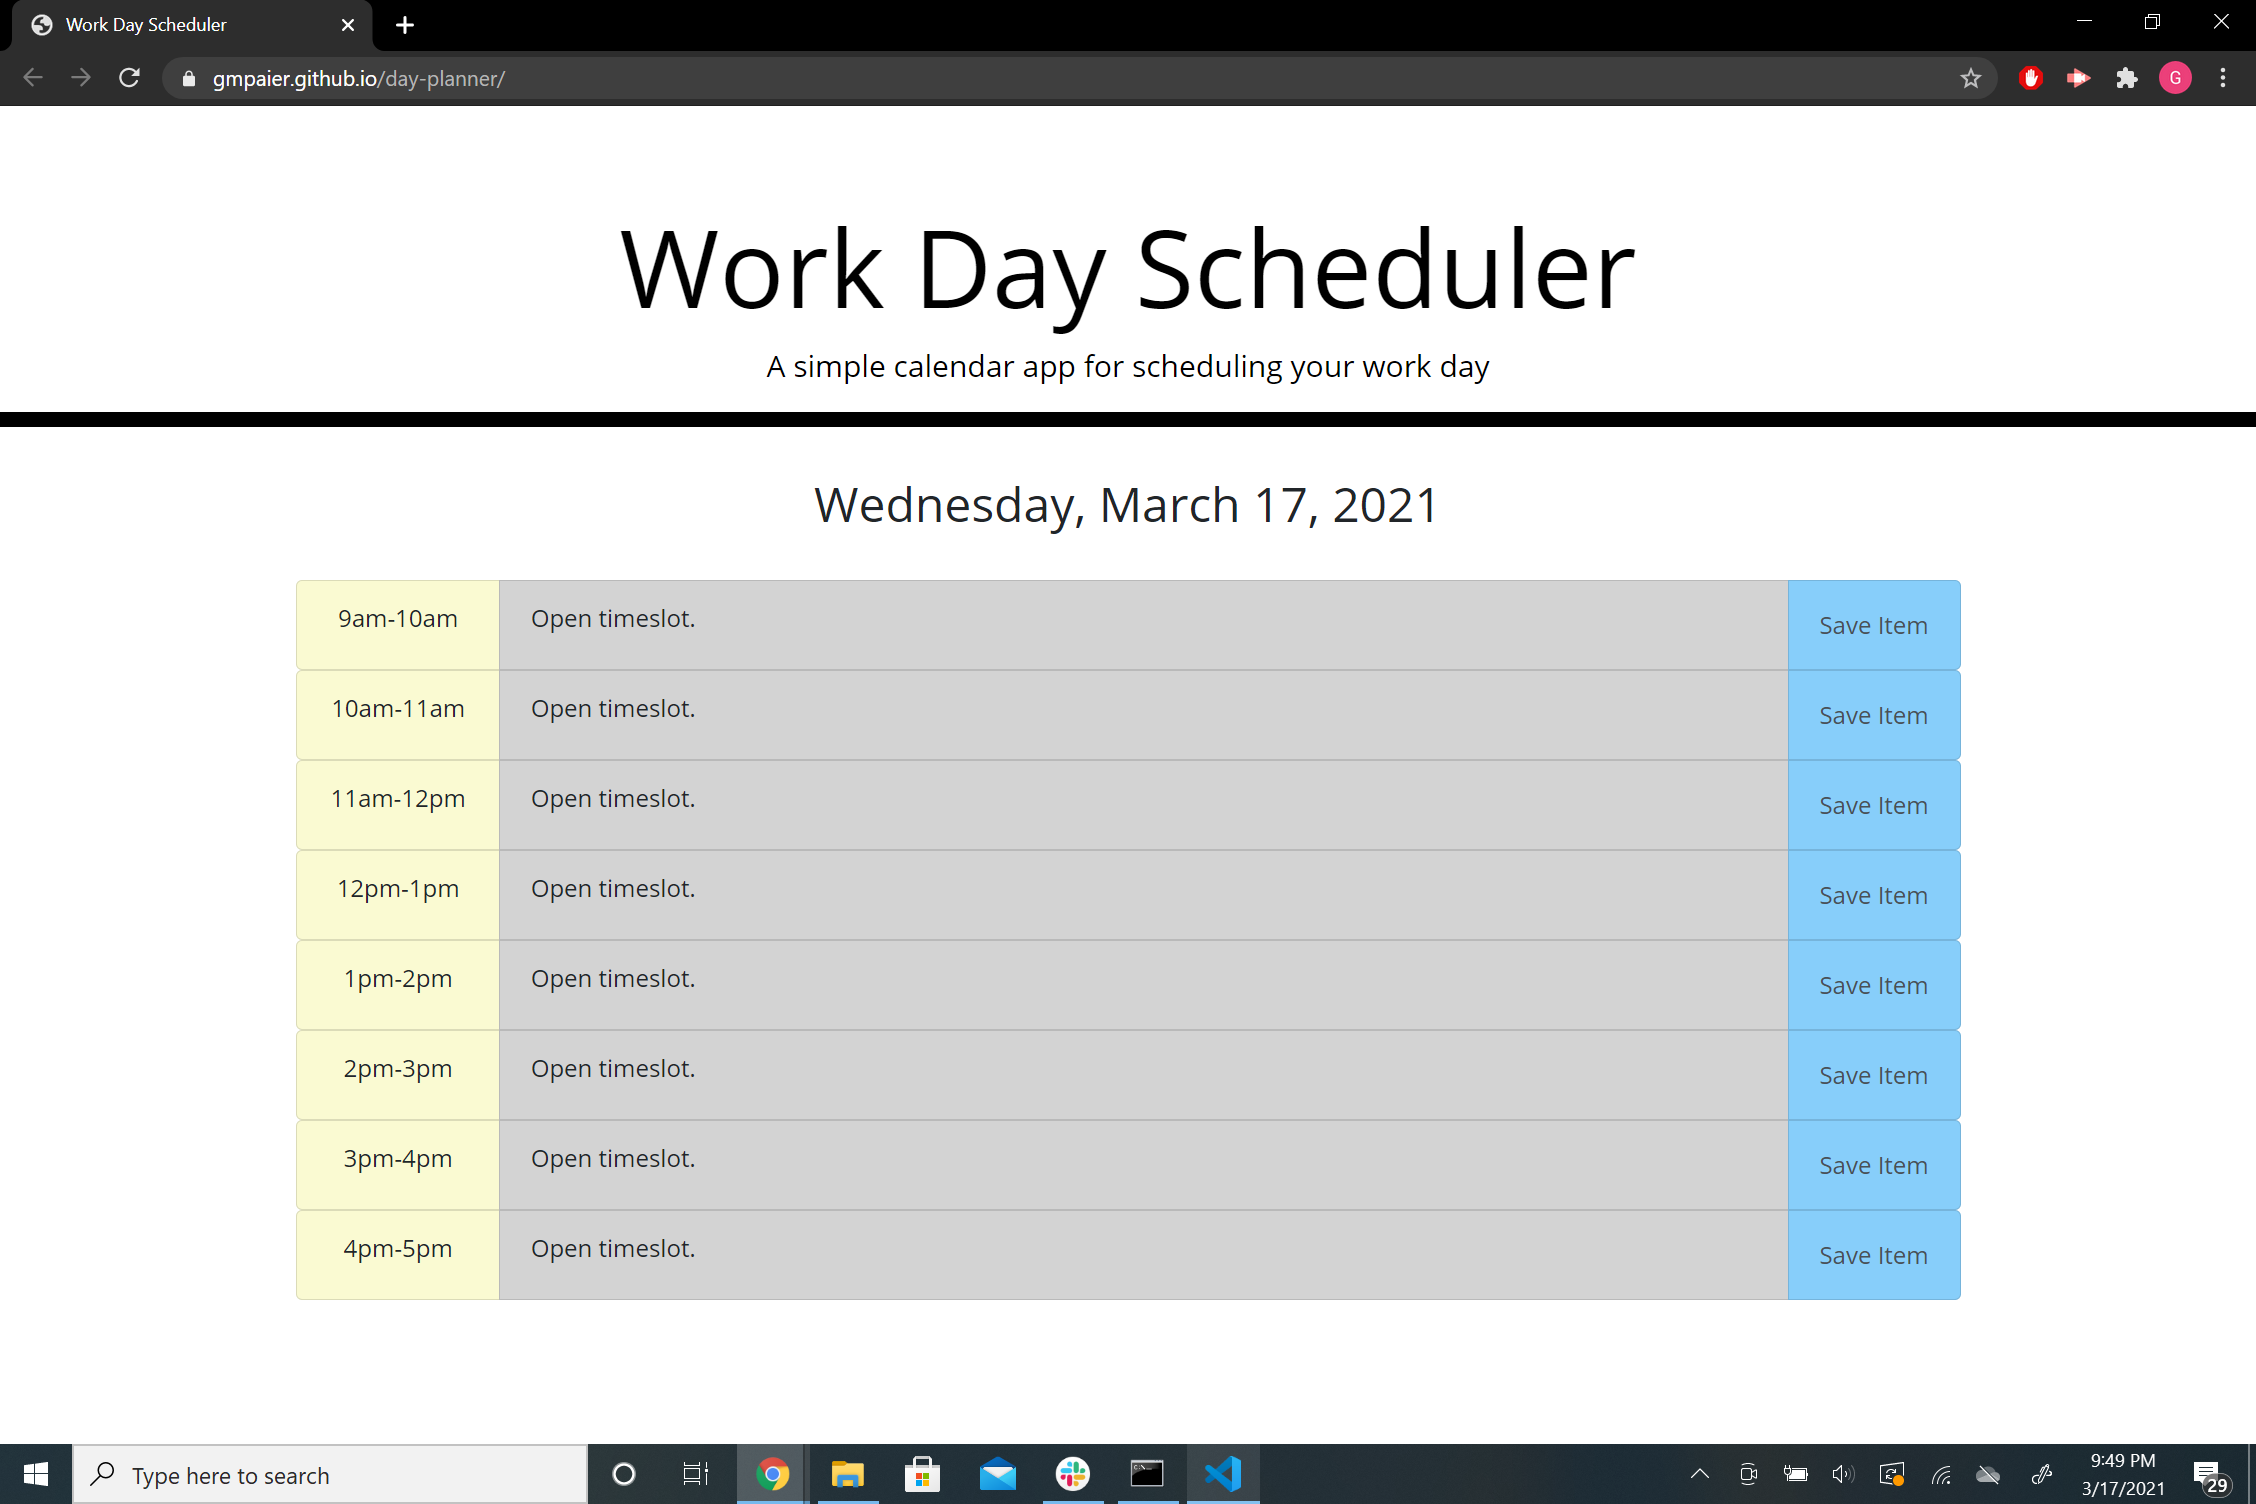 Work Day Scheduler
gmpaier.github.io/day-planner/
G
Work Day Scheduler
A simple calendar app for scheduling your work day
Wednesday, March 17, 2021
9am-10am Open timeslot. Save Item
10am-11am Open timeslot. Save Item
11am-12pm Open timeslot. Save Item
12pm-1pm Open timeslot. Save Item
1pm-2pm Open timeslot. Save Item
2pm-3pm Open timeslot. Save Item
3pm-4pm Open timeslot. Save Item
4pm-5pm Open timeslot. Save Item
Type here to search
9:49 PM
3/17/2021
29